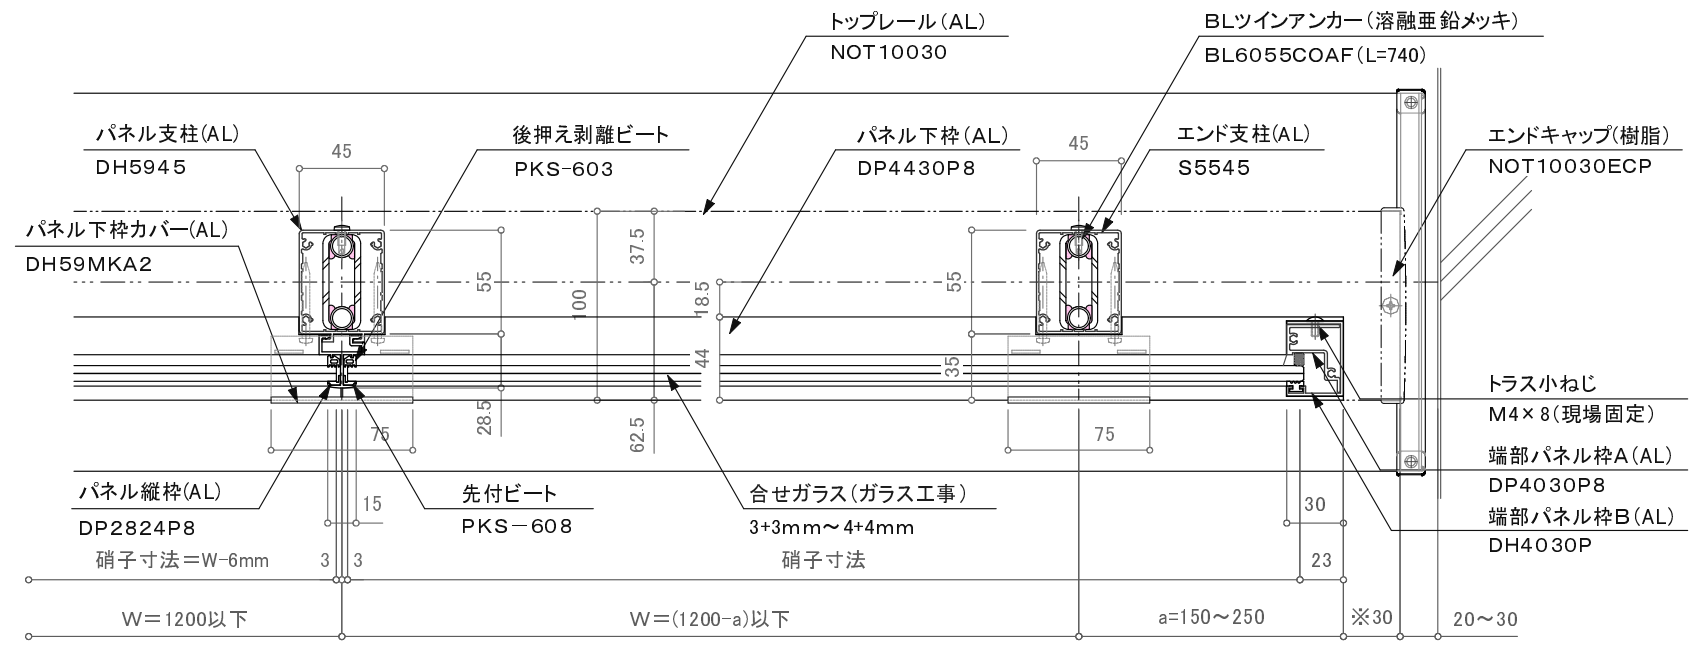 トップレール（AL）
NOT10030
BLツインアンカー（溶融亜鉛メッキ）
BL6055COAF（L=740）
パネル支柱(AL)
DH5945
45
後押え剥離ビート
PKS-603
パネル下枠（AL）
DP4430P8
45
エンド支柱(AL)
S5545
エンドキャップ(樹脂)
NOT10030ECP
パネル下枠カバー(AL)
DH59MKA2
55
100
37.5
18.5
55
44
35
28.5
62.5
75
75
トラス小ねじ
M4×8（現場固定）
端部パネル枠A（AL）
DP4030P8
端部パネル枠B（AL）
DH4030P
パネル縦枠(AL)
DP2824P8
15
先付ビート
PKS－608
合せガラス（ガラス工事）
3+3mm～4+4mm
30
硝子寸法＝W-6mm
3
3
硝子寸法
23
W＝1200以下
W＝(1200-a)以下
a=150～250
※30
20～30